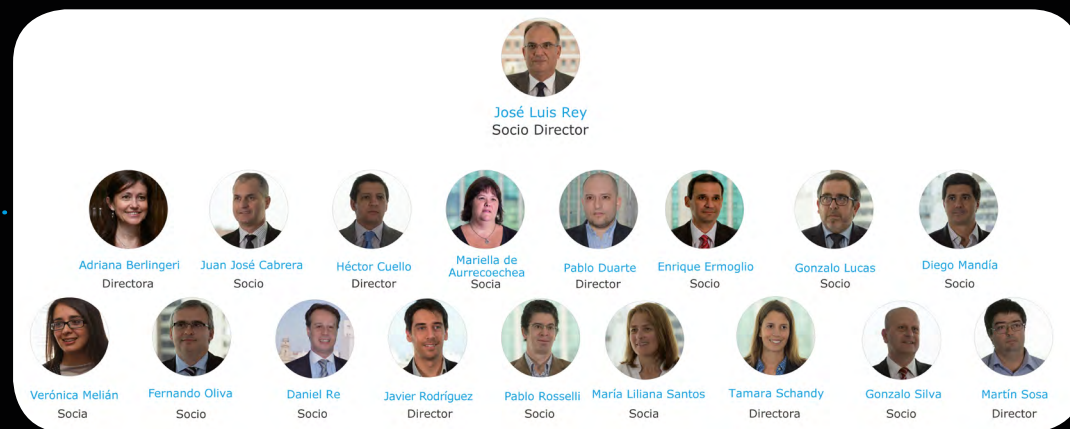 José Luis Rey
Socio Director
Adriana Berlingeri
Directora
Juan José Cabrera
Socio
Héctor Cuello
Director
Mariella de
Aurrecoechea
Socia
Pablo Duarte
Director
Enrique Ermoglio
Socio
Gonzalo Lucas
Socio
Diego Mandía
Socio
Verónica Melián
Socia
Fernando Oliva
Socio
Daniel Re
Socio
Javier Rodríguez
Director
Pablo Rosselli
Socio
María Liliana Santos
Socia
Tamara Schandy
Directora
Gonzalo Silva
Socio
Martín Sosa
Director